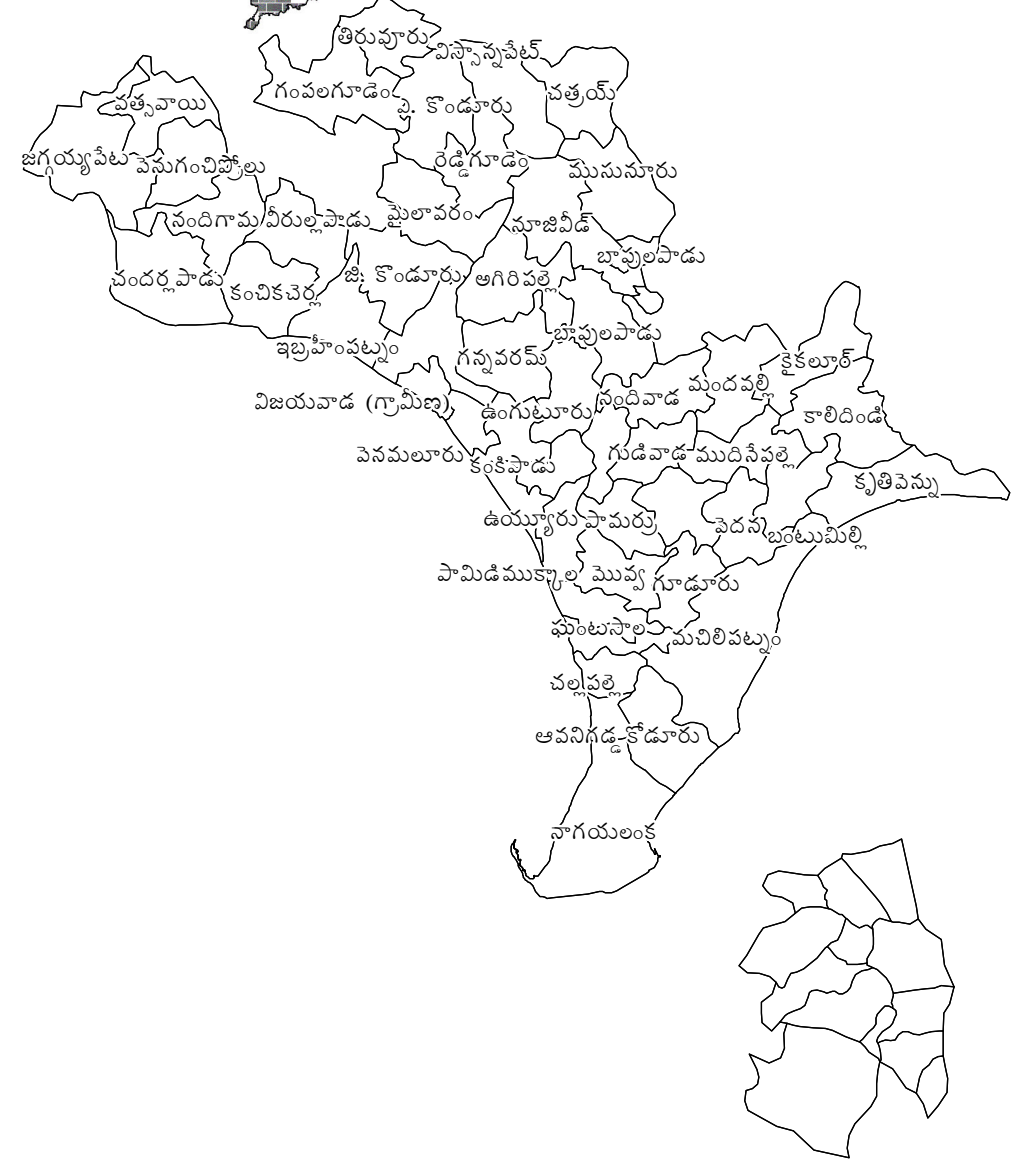 తిరువూరు
విస్సాన్నపేట్
గంపలగూడెం
ఏ. కొండూరు
చత్రయ్
వత్సవాయి
జగ్గయ్యపేట
పెనుగంచిప్రోలు
రెడ్డిగూడెం
ముసునూరు
నందిగామ
వీరుల్లపాడు
మైలావరం
నూజివీడ్
బాపులపాడు
చందర్లపాడు
కంచికచెర్ల
జి. కొండూరు
అగిరిపల్లె
ఇబ్రహీంపట్నం
గన్నవరమ్
బాపులపాడు
కైకలూర్
విజయవాడ (గ్రామీణ)
ఉంగుటూరు
నందివాడ
మందవల్లి
కాలిదిండి
పెనమలూరు
కంకిపాడు
గుడివాడ
ముదినేపల్లె
కృతివెన్ను
ఉయ్యూరు
పామర్రు
పెదన
బంటుమిల్లి
పామిడిముక్కాల
మొవ్వ
గూడూరు
ఘంటసాల
మచిలిపట్నం
చల్లపల్లె
ఆవనిగడ్డ
కోడూరు
నాగయలంక